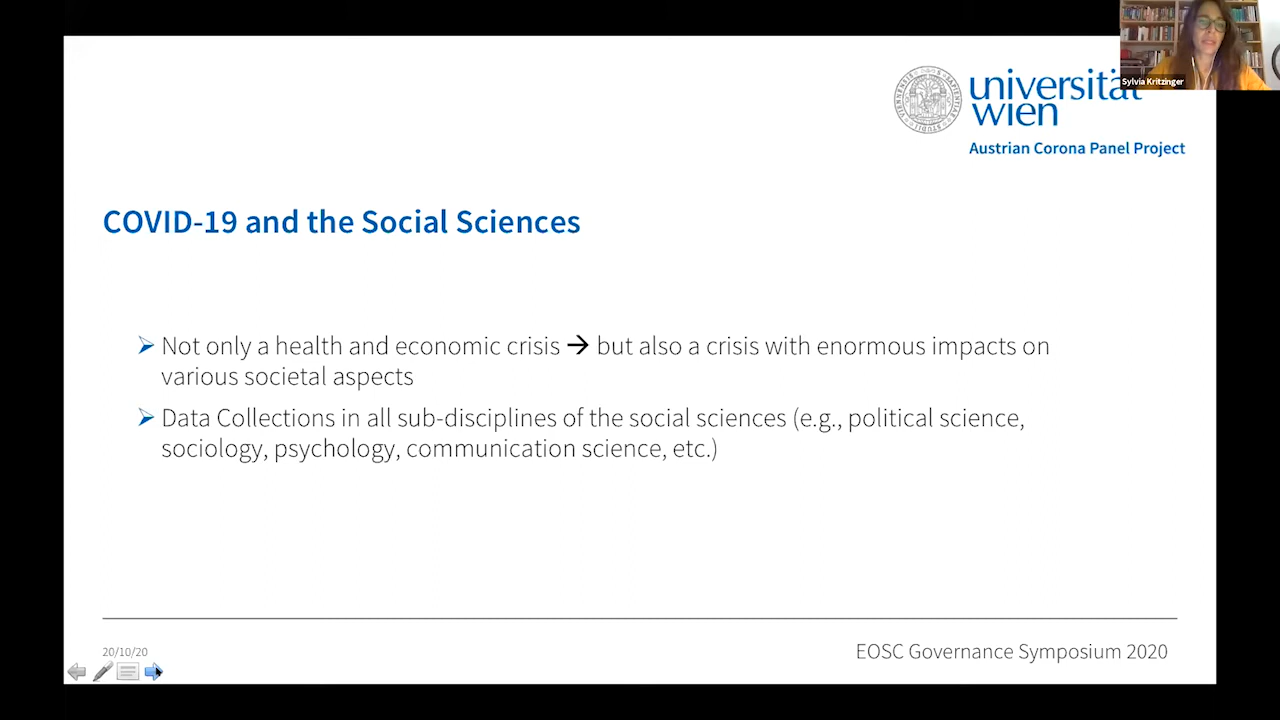 Sylvia Kritzinger
universität
wien
Austrian Corona Panel Project
COVID-19 and the Social Sciences
Not only a health and economic crisis → but also a crisis with enormous impacts on
various societal aspects
Data Collections in all sub-disciplines of the social sciences (e.g., political science,
sociology, psychology, communication science, etc.)
20/10/20
EOSC Governance Symposium 2020